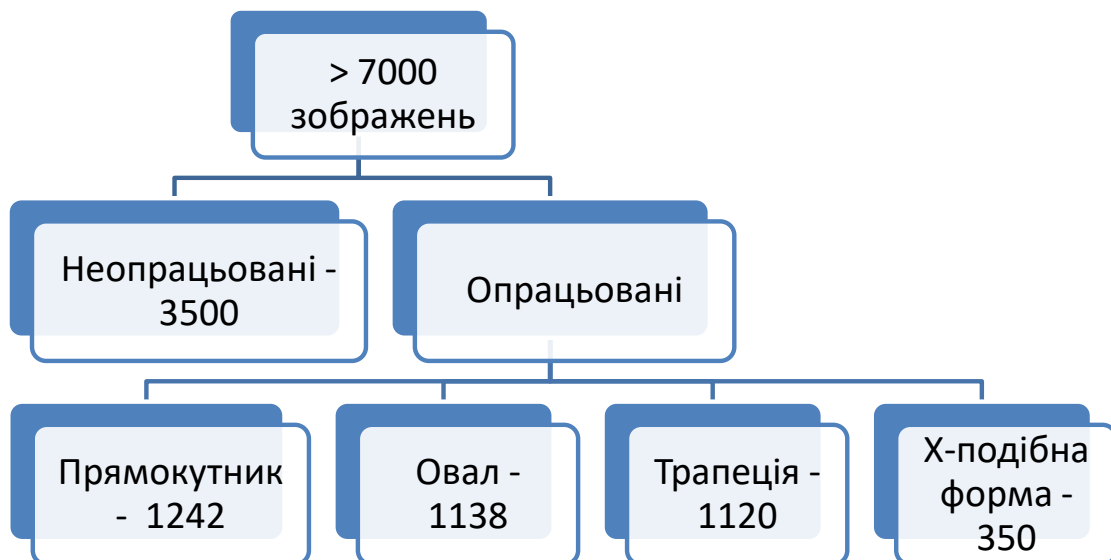 > 7000
зображень
Неопрацьовані -
3500
Опрацьовані
Прямокутник
- 1242
Овал -
1138
Трапеція -
1120
Х-подібна
форма -
350